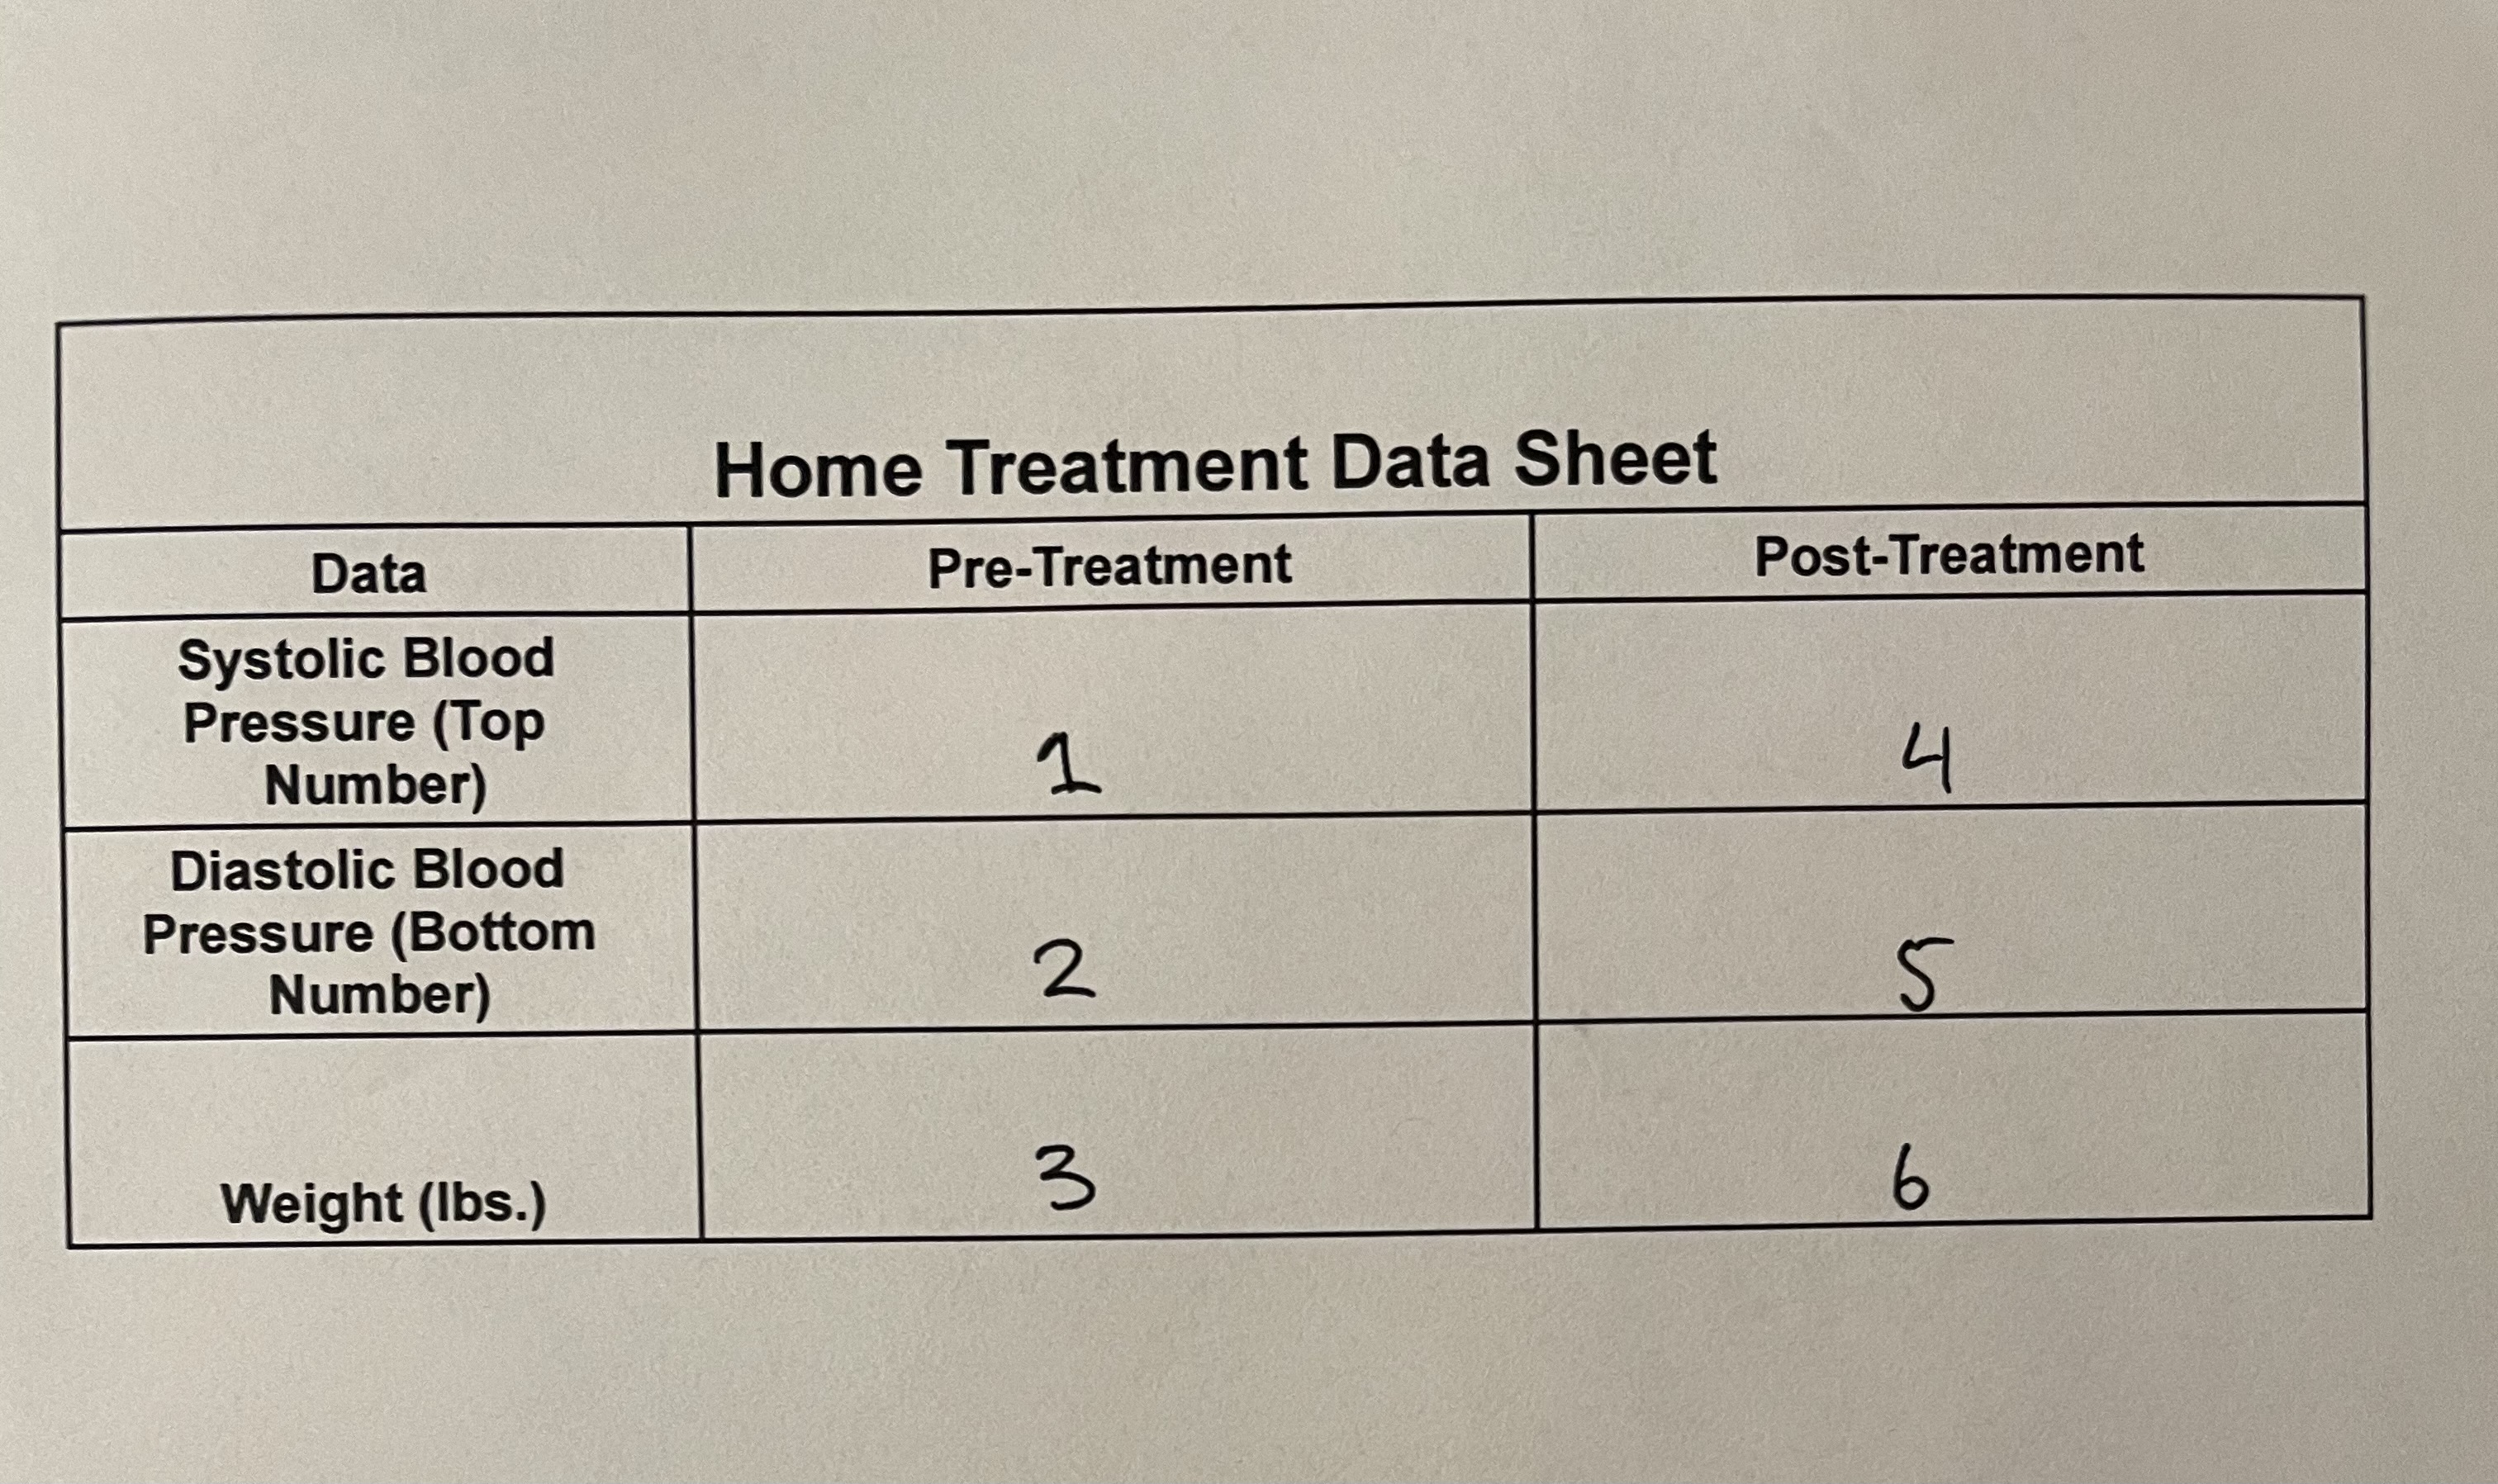 Home Treatment Data Sheet
Data Pre-Treatment Post-Treatment
Systolic Blood
Pressure (Top
Number) 1 4
Diastolic Blood
Pressure (Bottom
Number) 2 5
Weight (lbs.) 3 6